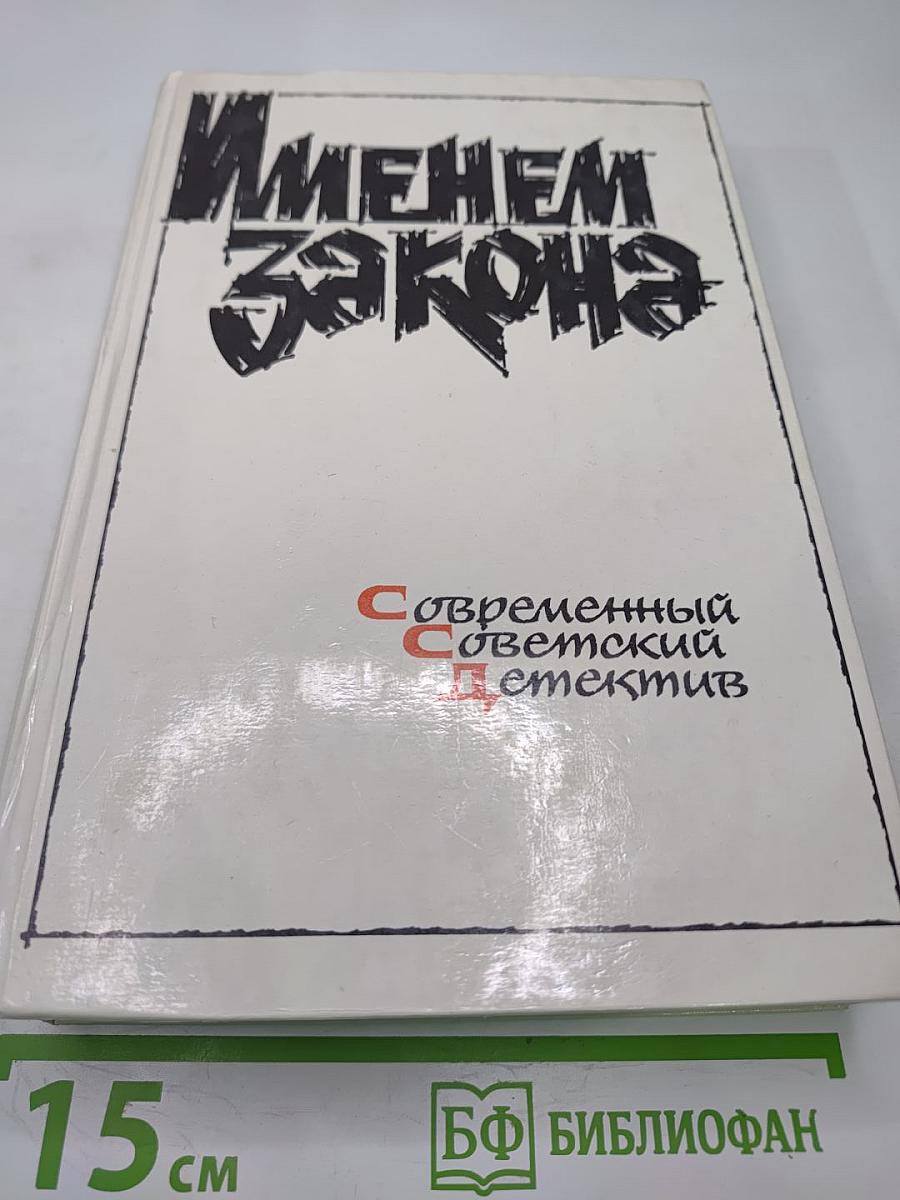 Именем
закона
Современный
Советский
Детектив
15 см
БФ БИБЛИОФАН